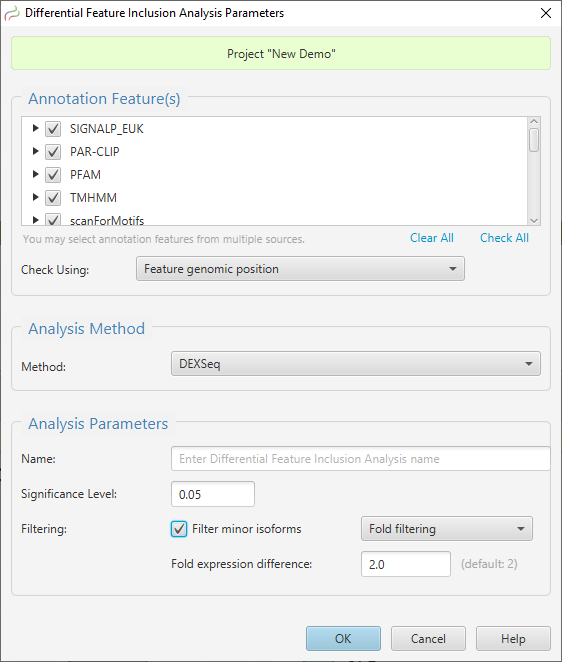 Differential Feature Inclusion Analysis Parameters
Project "New Demo"
Annotation Feature(s)
SIGNALP_EUK
PAR-CLIP
PFAM
TMHMM
scanForMotifs
You may select annotation features from multiple sources. Clear All Check All
Check Using: Feature genomic position
Analysis Method
Method: DEXSeq
Analysis Parameters
Name: Enter Differential Feature Inclusion Analysis name
Significance Level: 0.05
Filtering: Filter minor isoforms Fold filtering
Fold expression difference: 2.0 (default: 2)
OK Cancel Help